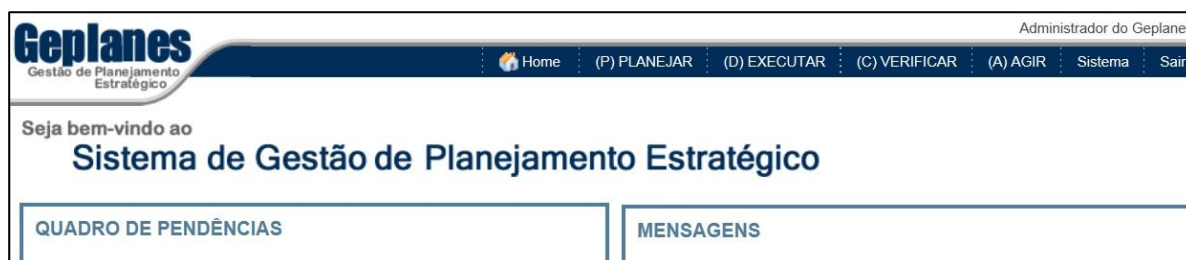 Administrador do Geplane
Geplanes
Gestão de Planejamento
Estratégico
Home (P) PLANEJAR (D) EXECUTAR (C) VERIFICAR (A) AGIR Sistema Sair
Seja bem-vindo ao
Sistema de Gestão de Planejamento Estratégico
QUADRO DE PENDÊNCIAS
MENSAGENS